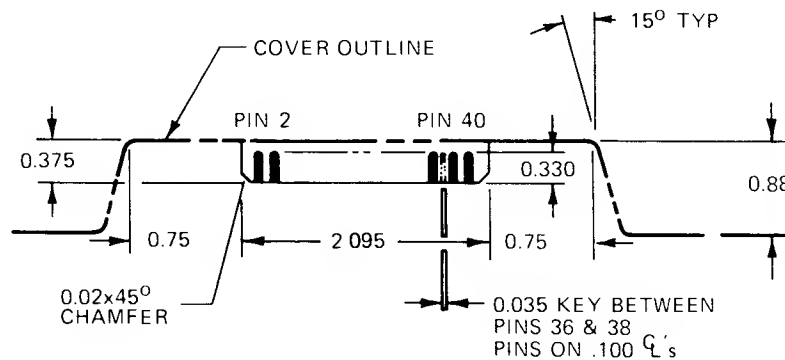 15° TYP
COVER OUTLINE
PIN 2
PIN 40
0.375
0.330
0.88
0.75
2 095
0.75
0.02x45°
CHAMFER
0.035 KEY BETWEEN
PINS 36 & 38
PINS ON .100 ℄'s